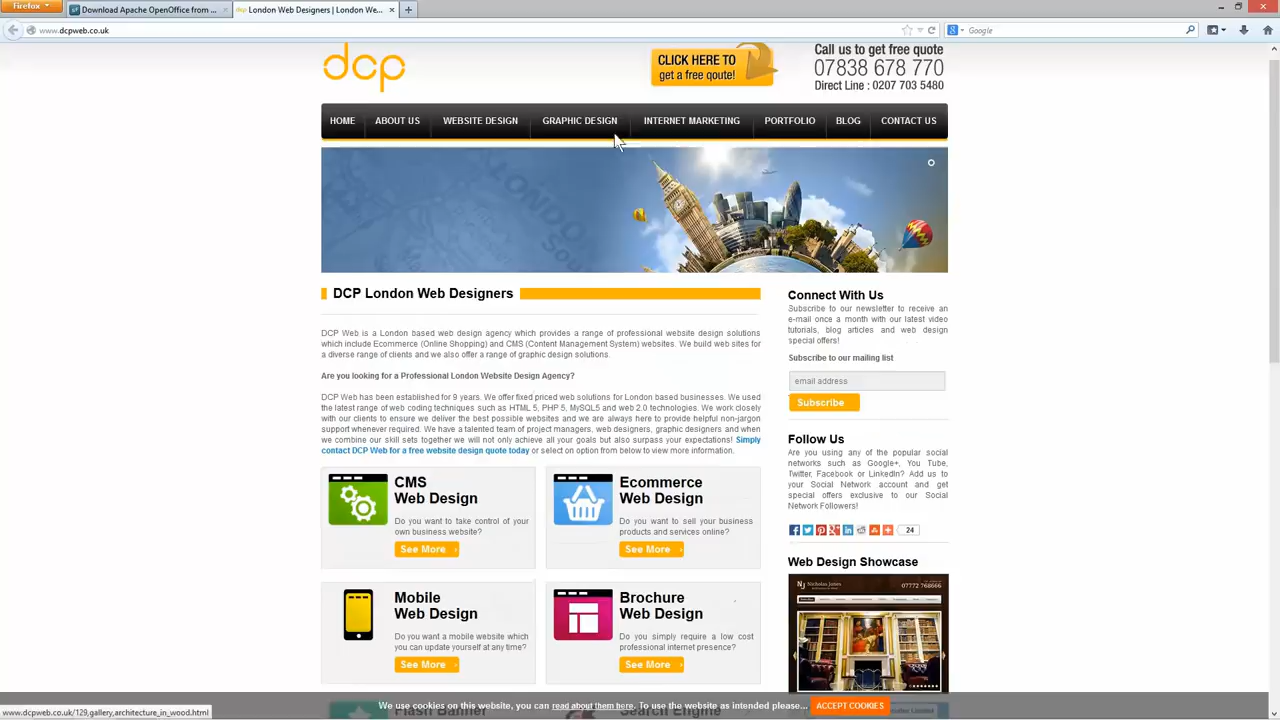 Firefox
Download Apache OpenOffice from ...
London Web Designers | London We...
www.dcpweb.co.uk
Google
dcp
CLICK HERE TO
get a free qoute!
Call us to get free quote
07838 678 770
Direct Line : 0207 703 5480
HOME ABOUT US WEBSITE DESIGN GRAPHIC DESIGN INTERNET MARKETING PORTFOLIO BLOG CONTACT US
DCP London Web Designers
DCP Web is a London based web design agency which provides a range of professional website design solutions
which include Ecommerce (Online Shopping) and CMS (Content Management System) websites. We build web sites for
a diverse range of clients and we also offer a range of graphic design solutions.
Are you looking for a Professional London Website Design Agency?
DCP Web has been established for 9 years. We offer fixed priced web solutions for London based businesses. We used
the latest range of web coding techniques such as HTML 5, PHP 5, MySQL5 and web 2.0 technologies. We work closely
with our clients to ensure we deliver the best possible websites and we are always here to provide helpful non-jargon
support whenever required. We have a talented team of project managers, web designers, graphic designers and when
we combine our skill sets together we will not only achieve all your goals but also surpass your expectations! Simply
contact DCP Web for a free website design quote today or select on option from below to view more information.
CMS
Web Design
Do you want to take control of your
own business website?
See More
Ecommerce
Web Design
Do you want to sell your business
products and services online?
See More
Mobile
Web Design
Do you want a mobile website which
you can update yourself at any time?
See More
Brochure
Web Design
Do you simply require a low cost
professional internet presence?
See More
Connect With Us
Subscribe to our newsletter to receive an
e-mail once a month with our latest video
tutorials, blog articles and web design
special offers!
Subscribe to our mailing list
email address
Subscribe
Follow Us
Are you using any of the popular social
networks such as Google+, You Tube,
Twitter, Facebook or LinkedIn? Add us to
your Social Network account and get
special offers exclusive to our Social
Network Followers!
24
Web Design Showcase
Nicholas Jones
07772 768666
We use cookies on this website, you can read about them here. To use the website as intended please...
ACCEPT COOKIES
www.dcpweb.co.uk/129,gallery,architecture_in_wood.html